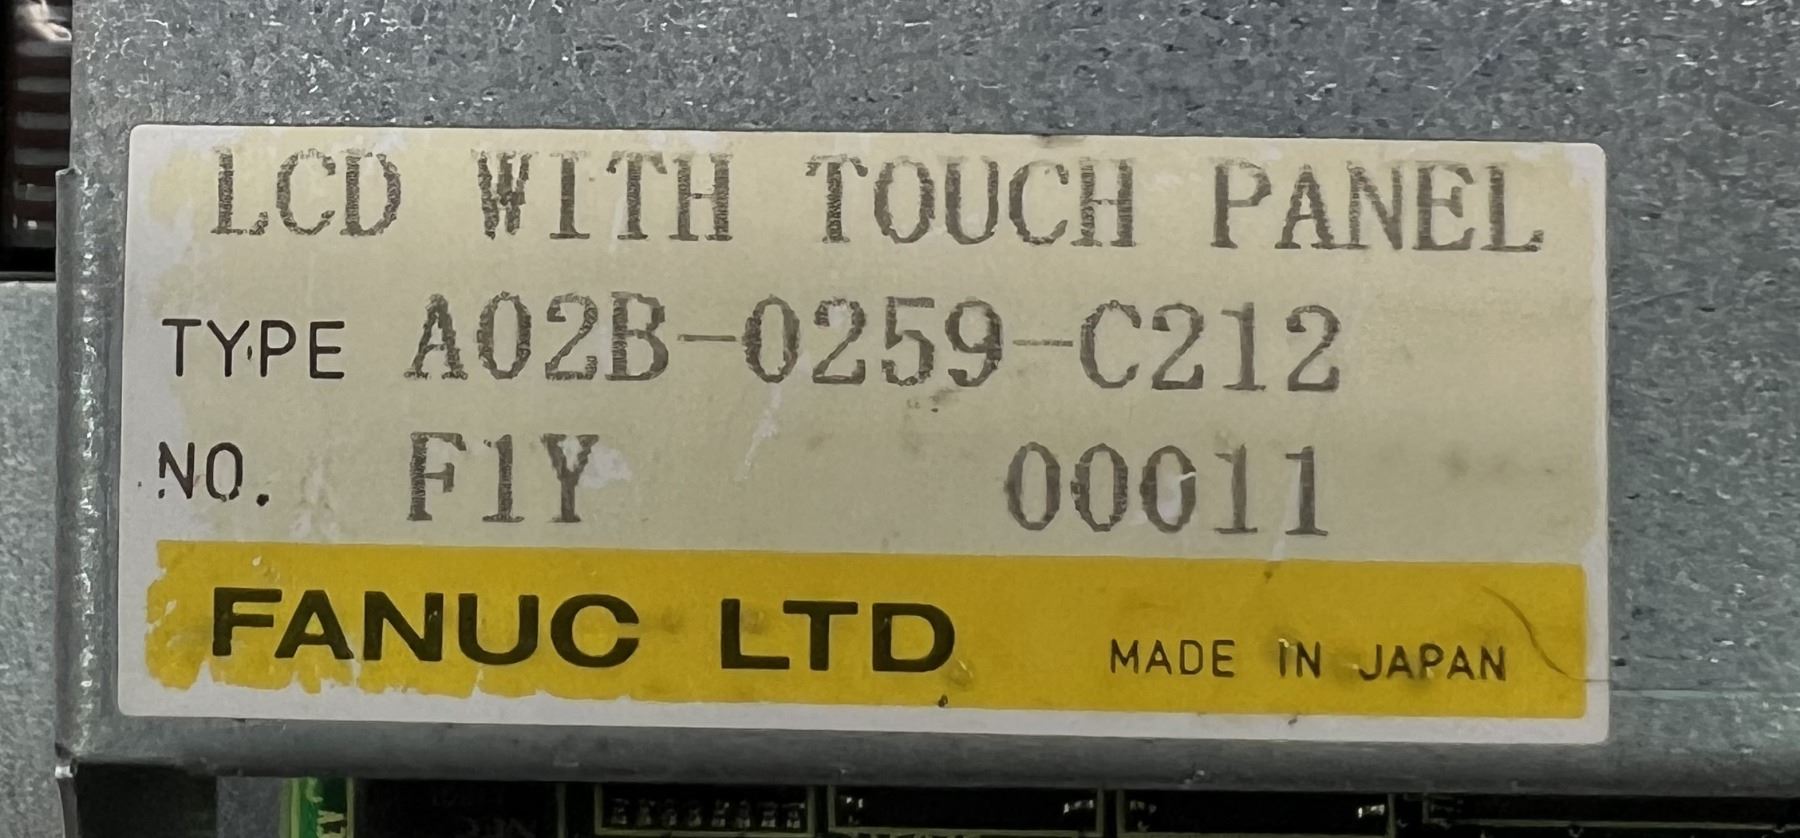 LCD WITH TOUCH PANEL
TYPE A02B-0259-C212
NO. F1Y 00011
FANUC LTD MADE IN JAPAN